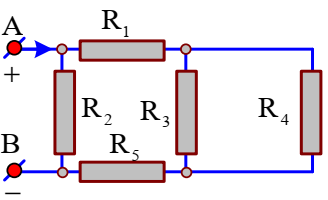 A
R₁
+
R₂
R₃
R₄
B
R₅
−